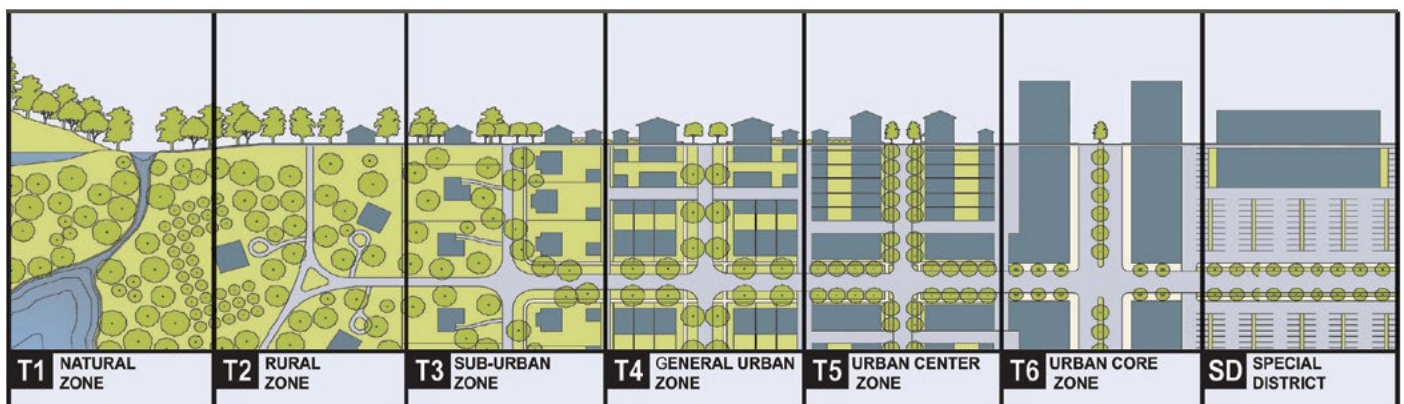 T1 NATURAL
ZONE
T2 RURAL
ZONE
T3 SUB-URBAN
ZONE
T4 GENERAL URBAN
ZONE
T5 URBAN CENTER
ZONE
T6 URBAN CORE
ZONE
SD SPECIAL
DISTRICT